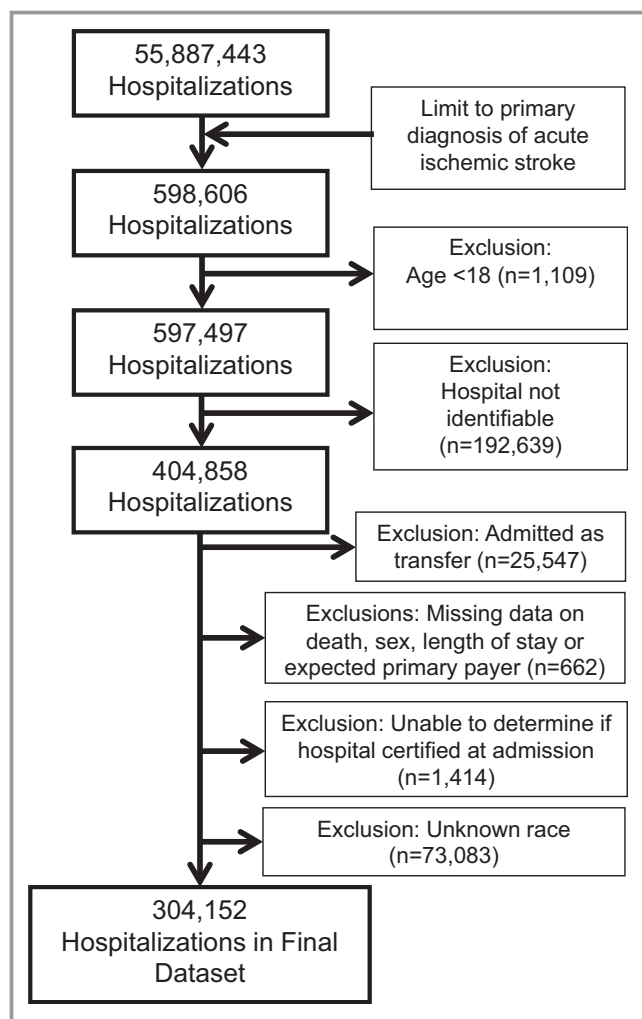 55,887,443
Hospitalizations
Limit to primary
diagnosis of acute
ischemic stroke
598,606
Hospitalizations
Exclusion:
Age <18 (n=1,109)
597,497
Hospitalizations
Exclusion:
Hospital not
identifiable
(n=192,639)
404,858
Hospitalizations
Exclusion: Admitted as
transfer (n=25,547)
Exclusions: Missing data on
death, sex, length of stay or
expected primary payer (n=662)
Exclusion: Unable to determine if
hospital certified at admission
(n=1,414)
Exclusion: Unknown race
(n=73,083)
304,152
Hospitalizations in Final
Dataset